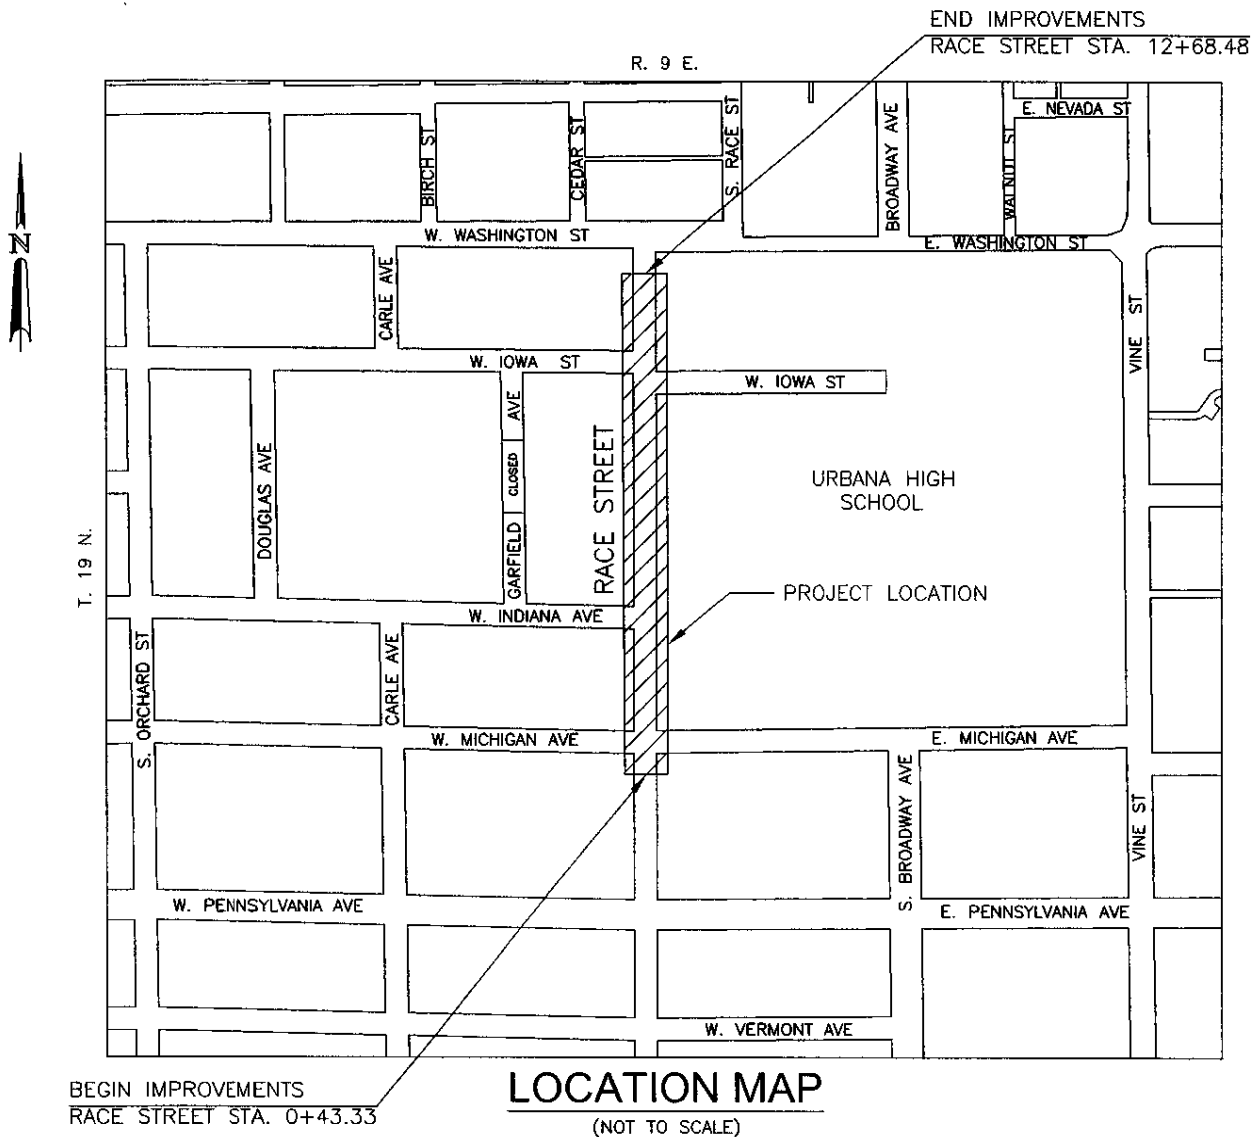 END IMPROVEMENTS
RACE STREET STA. 12+68.48
R. 9 E.
E. NEVADA ST
BIRCH ST
CEDAR ST
S. RACE ST
BROADWAY AVE
WALNUT ST
N
W. WASHINGTON ST
E. WASHINGTON ST
CARLE AVE
VINE ST
W. IOWA ST
W. IOWA ST
DOUGLAS AVE
GARFIELD CLOSED AVE
RACE STREET
URBANA HIGH
SCHOOL
T. 19 N.
PROJECT LOCATION
W. INDIANA AVE
S. ORCHARD ST
CARLE AVE
W. MICHIGAN AVE
E. MICHIGAN AVE
S. BROADWAY AVE
VINE ST
W. PENNSYLVANIA AVE
E. PENNSYLVANIA AVE
W. VERMONT AVE
BEGIN IMPROVEMENTS
RACE STREET STA. 0+43.33
LOCATION MAP
(NOT TO SCALE)